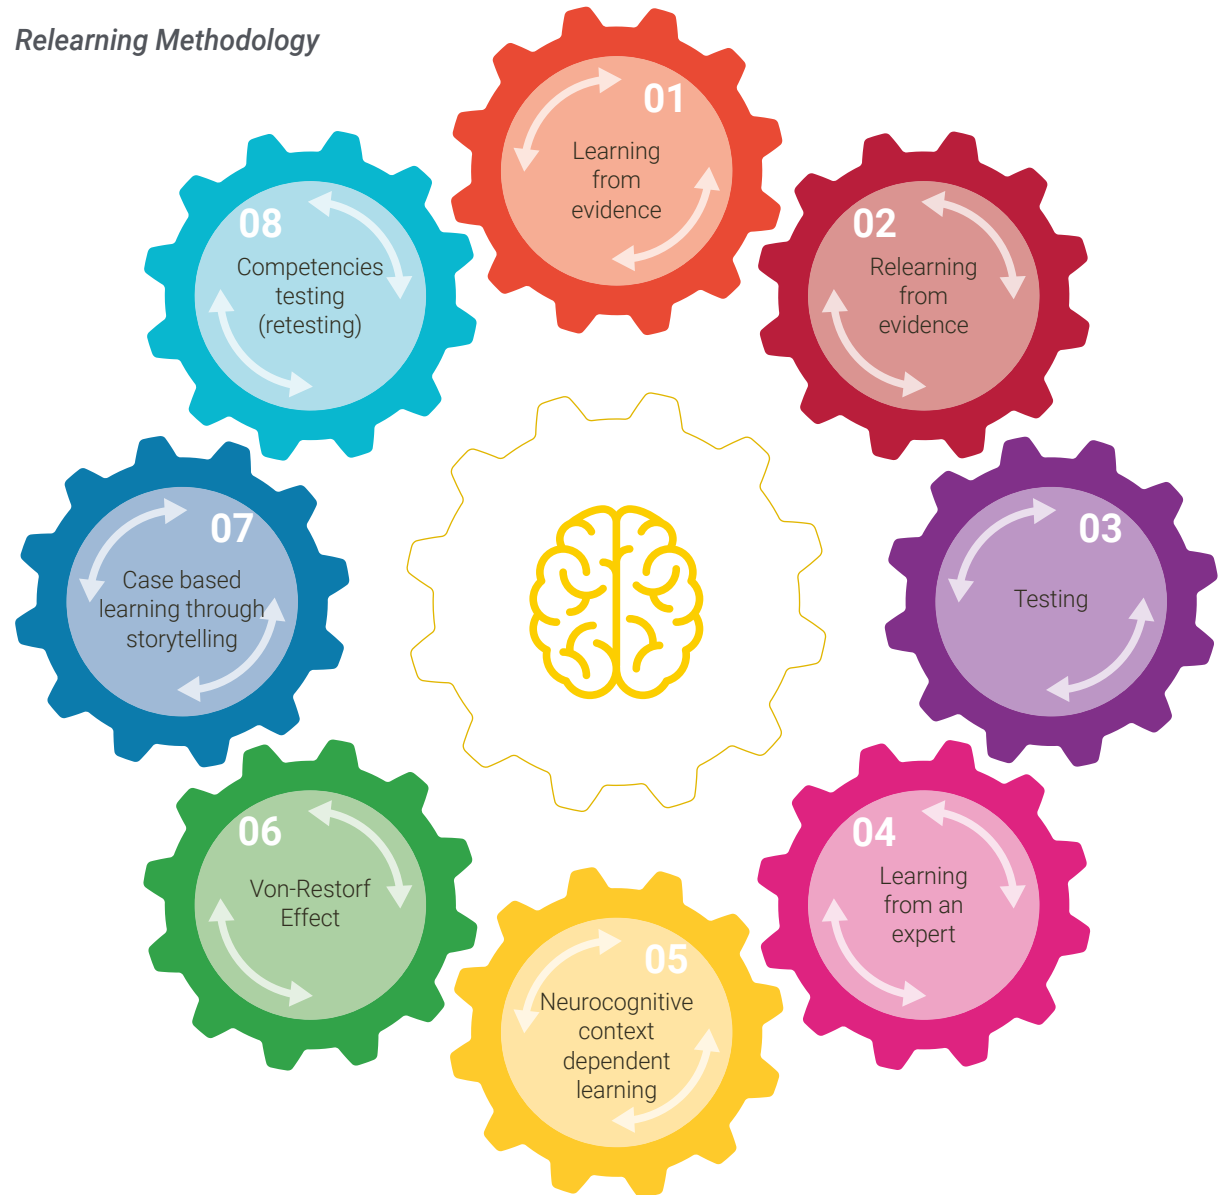 Relearning Methodology
01
Learning
from
evidence
02
Relearning
from
evidence
03
Testing
04
Learning
from an
expert
05
Neurocognitive
context
dependent
learning
06
Von-Restorf
Effect
07
Case based
learning through
storytelling
08
Competencies
testing
(retesting)